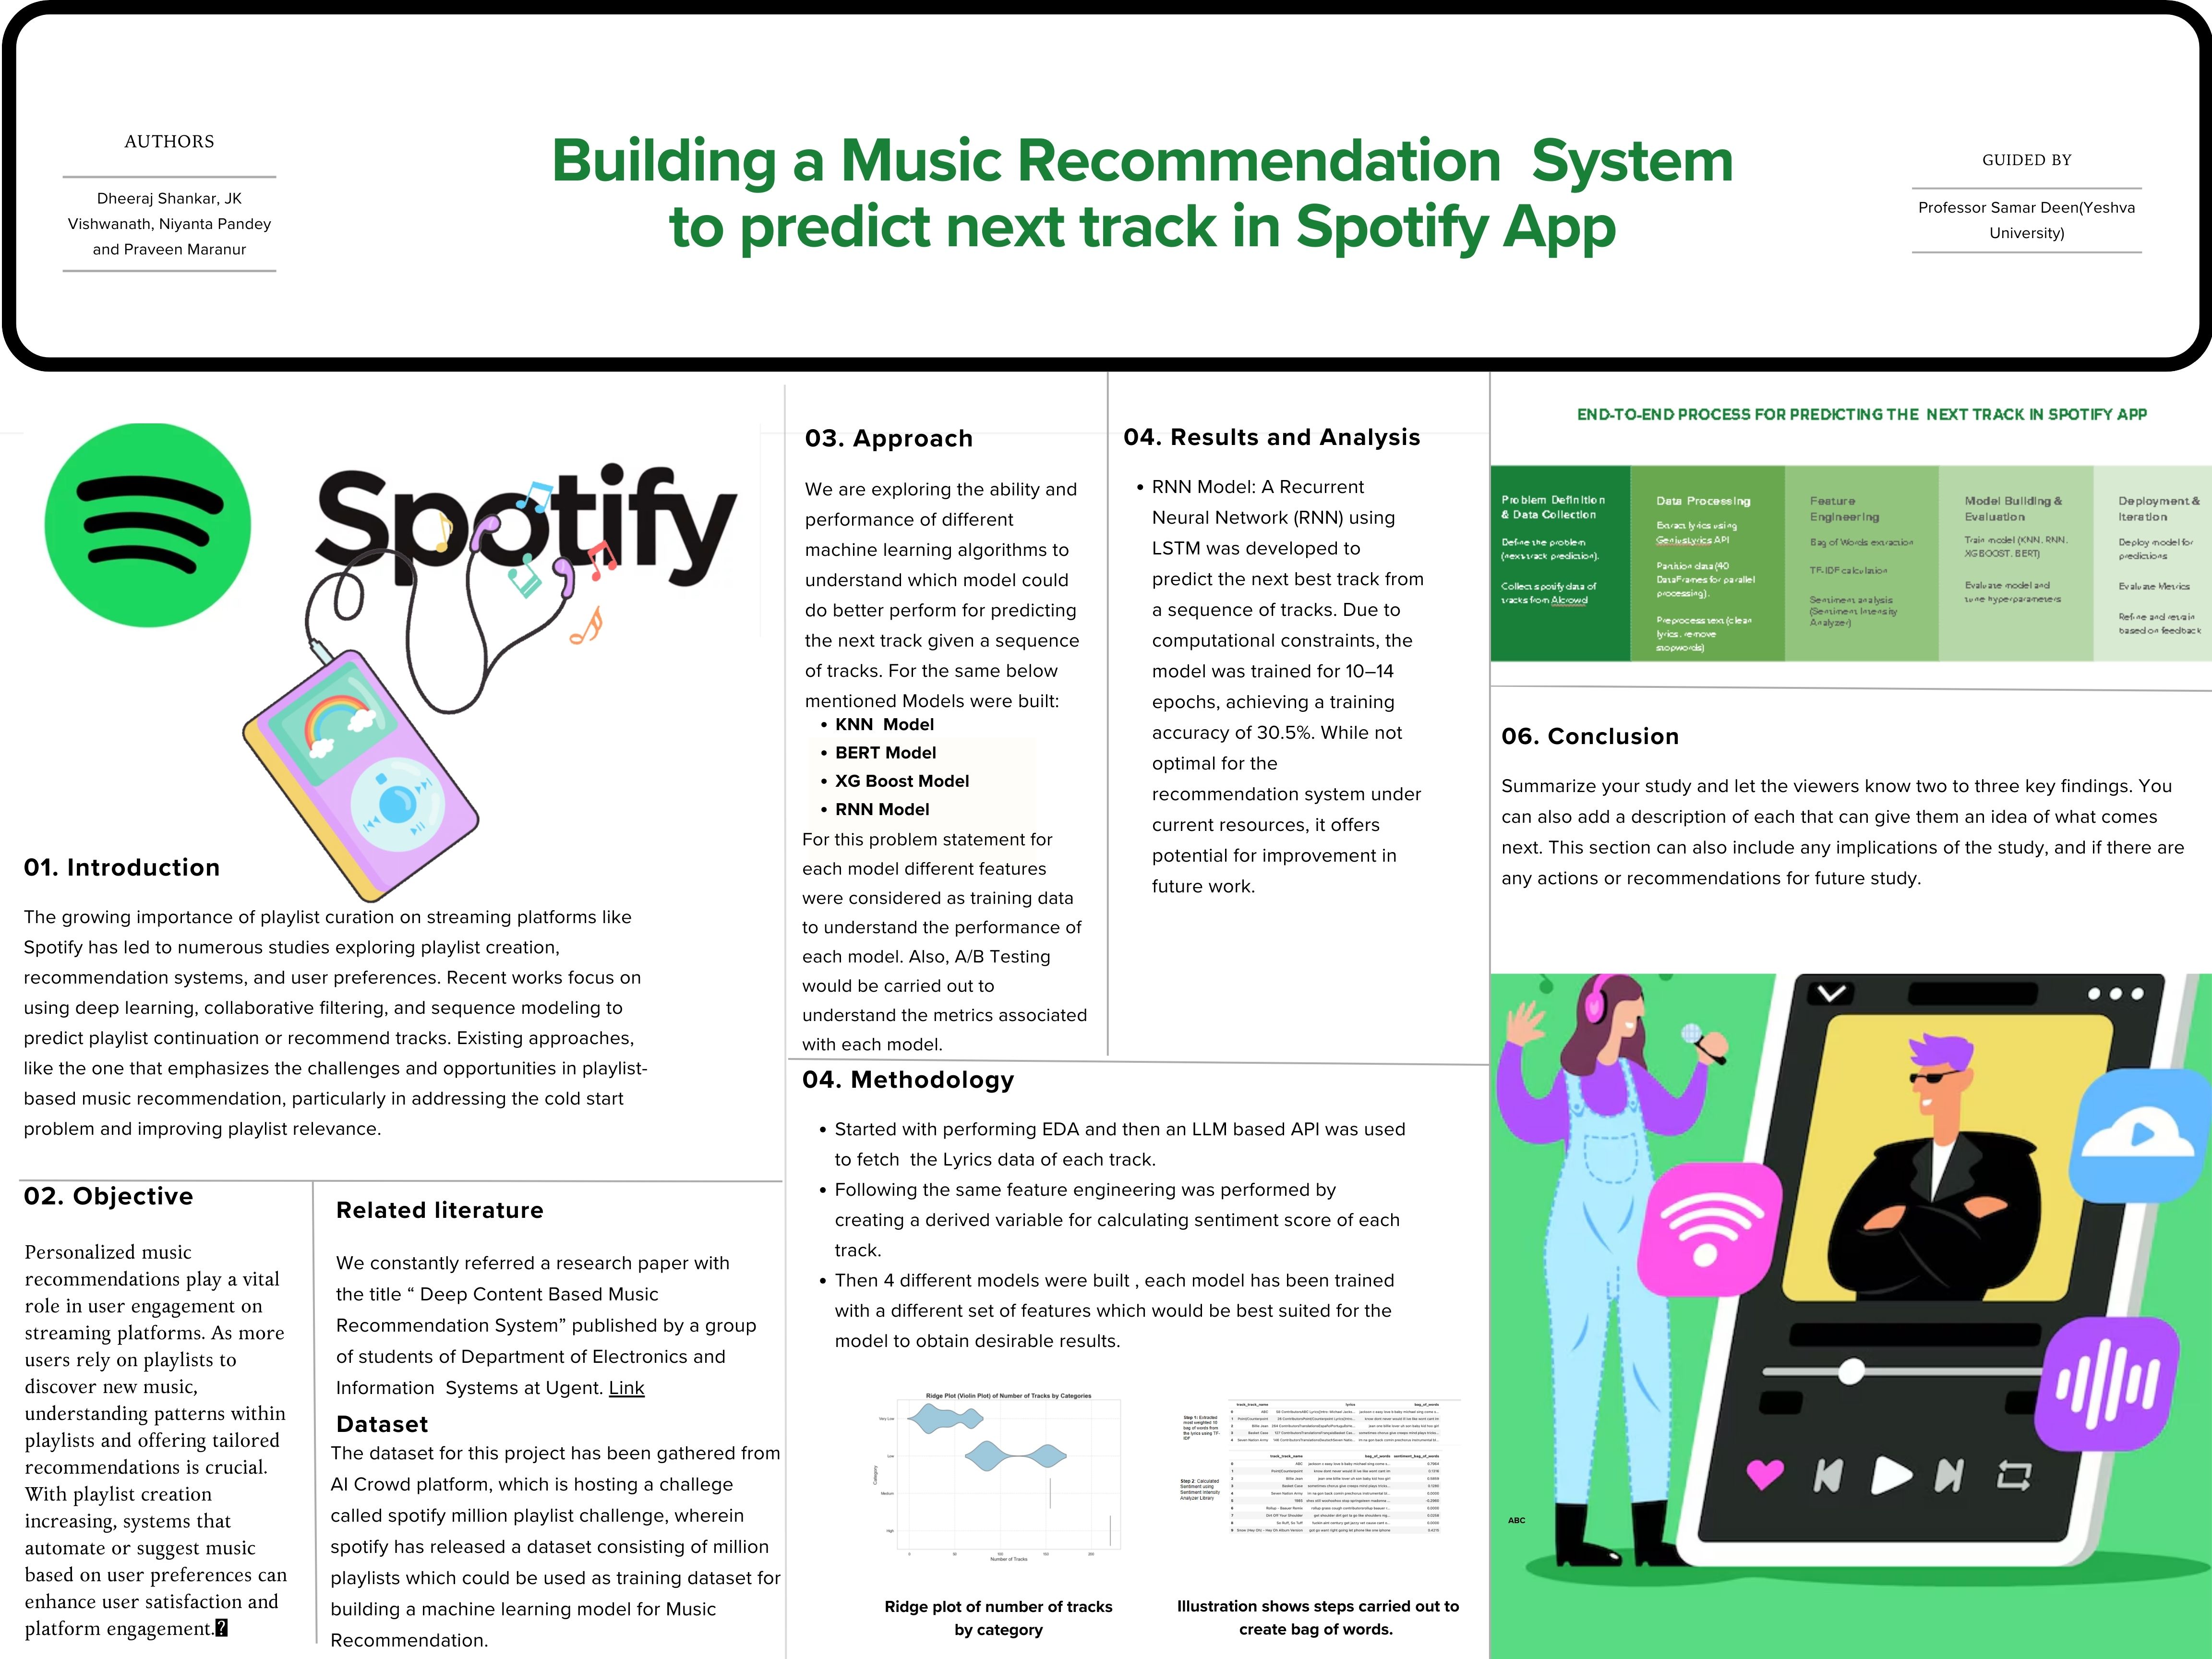 AUTHORS
Dheeraj Shankar, JK
Vishwanath, Niyanta Pandey
and Praveen Maranur
Building a Music Recommendation System
to predict next track in Spotify App
GUIDED BY
Professor Samar Deen(Yeshva
University)
Spotify
01. Introduction
The growing importance of playlist curation on streaming platforms like
Spotify has led to numerous studies exploring playlist creation,
recommendation systems, and user preferences. Recent works focus on
using deep learning, collaborative filtering, and sequence modeling to
predict playlist continuation or recommend tracks. Existing approaches,
like the one that emphasizes the challenges and opportunities in playlist-
based music recommendation, particularly in addressing the cold start
problem and improving playlist relevance.
02. Objective
Personalized music
recommendations play a vital
role in user engagement on
streaming platforms. As more
users rely on playlists to
discover new music,
understanding patterns within
playlists and offering tailored
recommendations is crucial.
With playlist creation
increasing, systems that
automate or suggest music
based on user preferences can
enhance user satisfaction and
platform engagement.
Related literature
We constantly referred a research paper with
the title “ Deep Content Based Music
Recommendation System” published by a group
of students of Department of Electronics and
Information Systems at Ugent. Link
Dataset
The dataset for this project has been gathered from
AI Crowd platform, which is hosting a challege
called spotify million playlist challenge, wherein
spotify has released a dataset consisting of million
playlists which could be used as training dataset for
building a machine learning model for Music
Recommendation.
03. Approach
We are exploring the ability and
performance of different
machine learning algorithms to
understand which model could
do better perform for predicting
the next track given a sequence
of tracks. For the same below
mentioned Models were built:
• KNN Model
• BERT Model
• XG Boost Model
• RNN Model
For this problem statement for
each model different features
were considered as training data
to understand the performance of
each model. Also, A/B Testing
would be carried out to
understand the metrics associated
with each model.
04. Results and Analysis
• RNN Model: A Recurrent
Neural Network (RNN) using
LSTM was developed to
predict the next best track from
a sequence of tracks. Due to
computational constraints, the
model was trained for 10–14
epochs, achieving a training
accuracy of 30.5%. While not
optimal for the
recommendation system under
current resources, it offers
potential for improvement in
future work.
04. Methodology
• Started with performing EDA and then an LLM based API was used
to fetch the Lyrics data of each track.
• Following the same feature engineering was performed by
creating a derived variable for calculating sentiment score of each
track.
• Then 4 different models were built , each model has been trained
with a different set of features which would be best suited for the
model to obtain desirable results.
Ridge Plot (Violin Plot) of Number of Tracks by Categories
Very Low
Low
Medium
High
Category
0 50 100 150 200
Number of Tracks
Ridge plot of number of tracks
by category
Step 1: Extracted
most weighted 10
bag of words from
the lyrics using TF-
IDF
track_track_name lyrics bag_of_words
Step 2: Calculated
Sentiment using
Sentiment Intensity
Analyzer Library
track_track_name bag_of_words sentiment_bag_of_words
Illustration shows steps carried out to
create bag of words.
END-TO-END PROCESS FOR PREDICTING THE NEXT TRACK IN SPOTIFY APP
Problem Definition
& Data Collection
Define the problem
(next track prediction).
Collect spotify data of
tracks from AIcrowd
Data Processing
Extract lyrics using
GeniusLyrics API
Partition data (40
DataFrames for parallel
processing).
Preprocess text (clean
lyrics, remove
stopwords)
Feature
Engineering
Bag of Words extraction
TF-IDF calculation
Sentiment analysis
(Sentiment Intensity
Analyzer)
Model Building &
Evaluation
Train model (KNN, RNN,
XGBOOST, BERT)
Evaluate model and
tune hyperparameters
Deployment &
Iteration
Deploy model for
predictions
Evaluate Metrics
Refine and retrain
based on feedback
06. Conclusion
Summarize your study and let the viewers know two to three key findings. You
can also add a description of each that can give them an idea of what comes
next. This section can also include any implications of the study, and if there are
any actions or recommendations for future study.
ABC